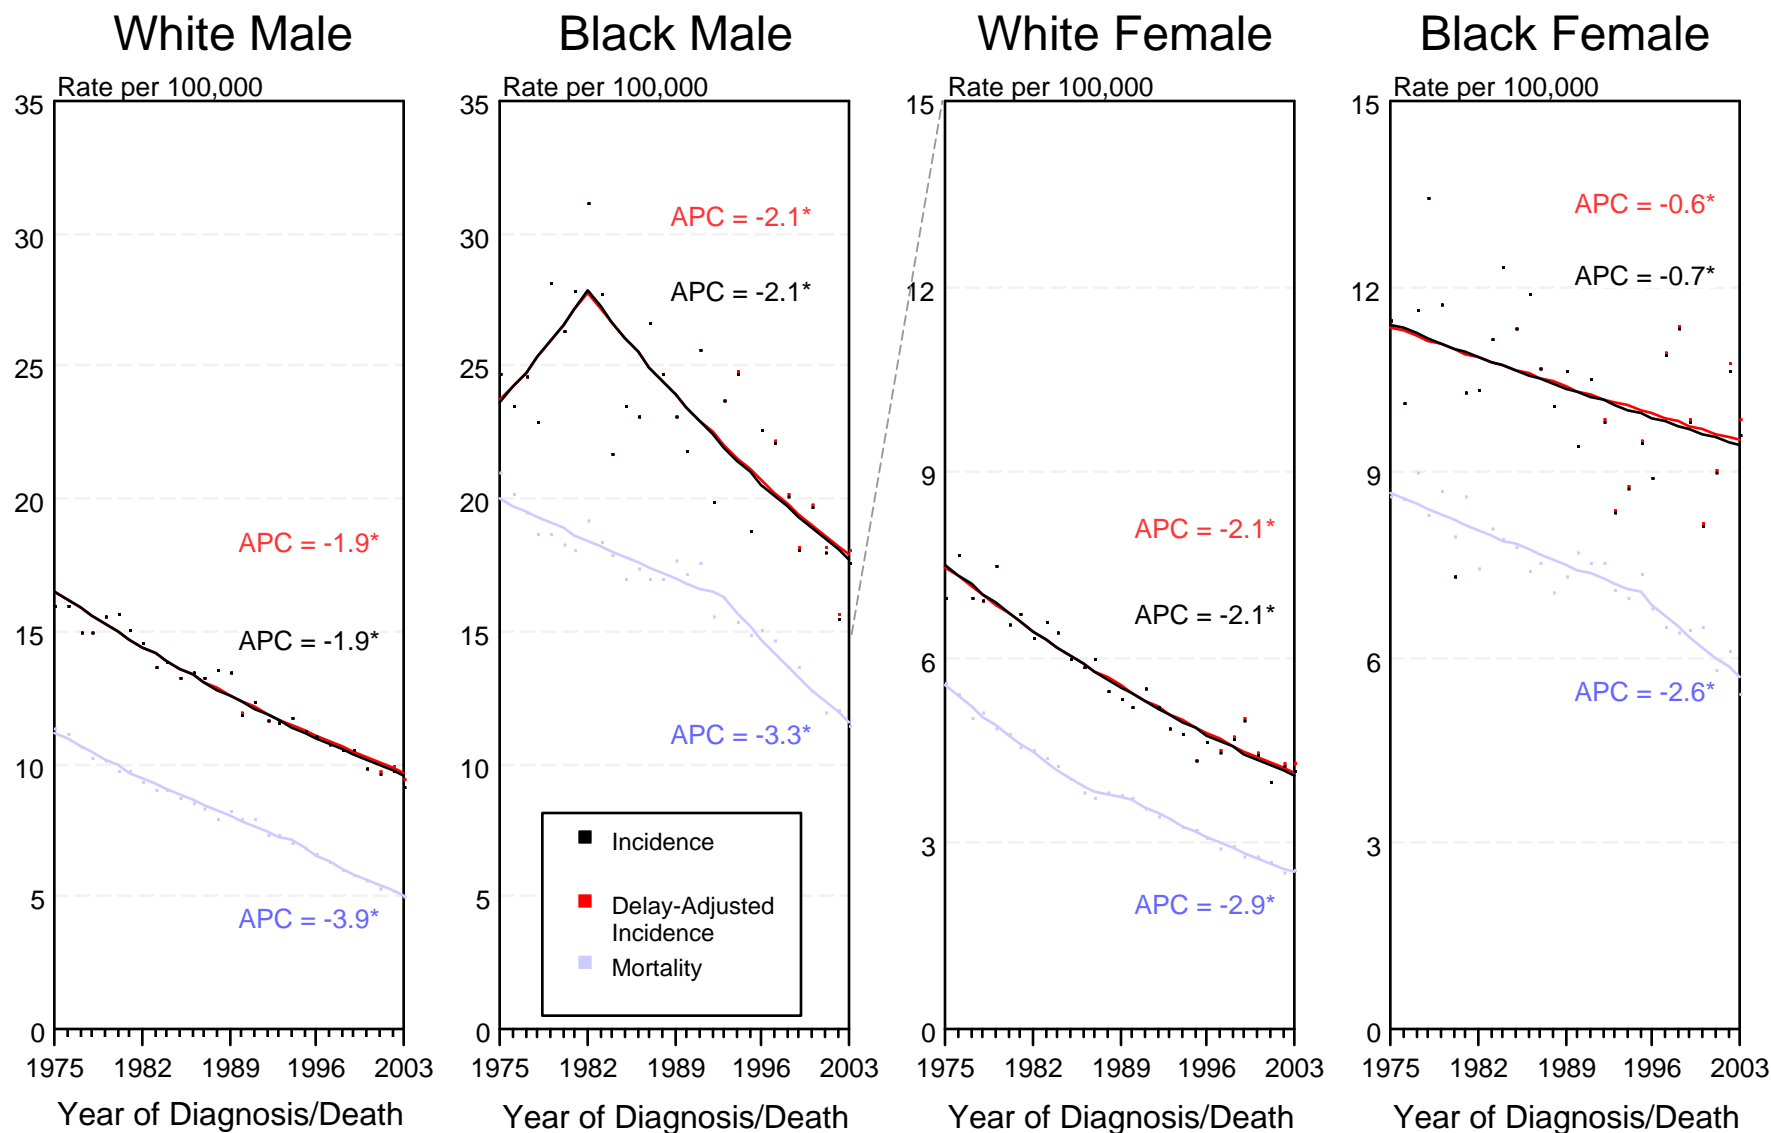 White Male
Rate per 100,000
35
30
25
20
15
10
5
0
APC = -1.9*
APC = -1.9*
APC = -3.9*
1975 1982 1989 1996 2003
Year of Diagnosis/Death
Black Male
Rate per 100,000
35
30
25
20
15
10
5
0
APC = -2.1*
APC = -2.1*
APC = -3.3*
Incidence
Delay-Adjusted
Incidence
Mortality
1975 1982 1989 1996 2003
Year of Diagnosis/Death
White Female
Rate per 100,000
15
12
9
6
3
0
APC = -2.1*
APC = -2.1*
APC = -2.9*
1975 1982 1989 1996 2003
Year of Diagnosis/Death
Black Female
Rate per 100,000
15
12
9
6
3
0
APC = -0.6*
APC = -0.7*
APC = -2.6*
1975 1982 1989 1996 2003
Year of Diagnosis/Death